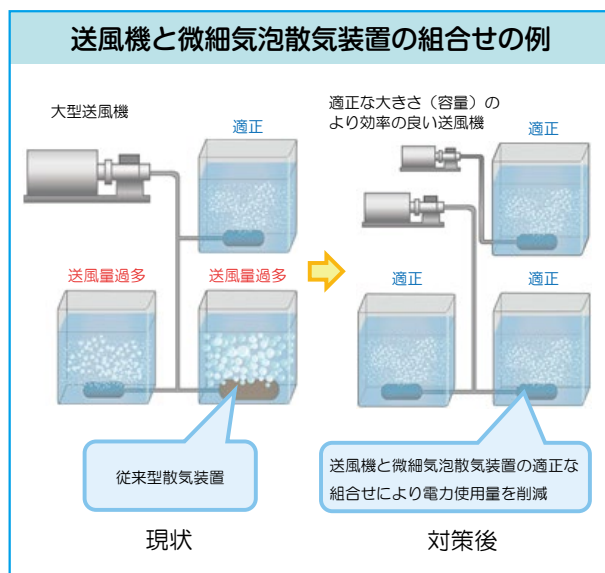 送風機と微細気泡散気装置の組合せの例
大型送風機
適正
送風量過多
送風量過多
従来型散気装置
現状
適正な大きさ（容量）の
より効率の良い送風機
適正
適正
適正
送風機と微細気泡散気装置の適正な
組合せにより電力使用量を削減
対策後